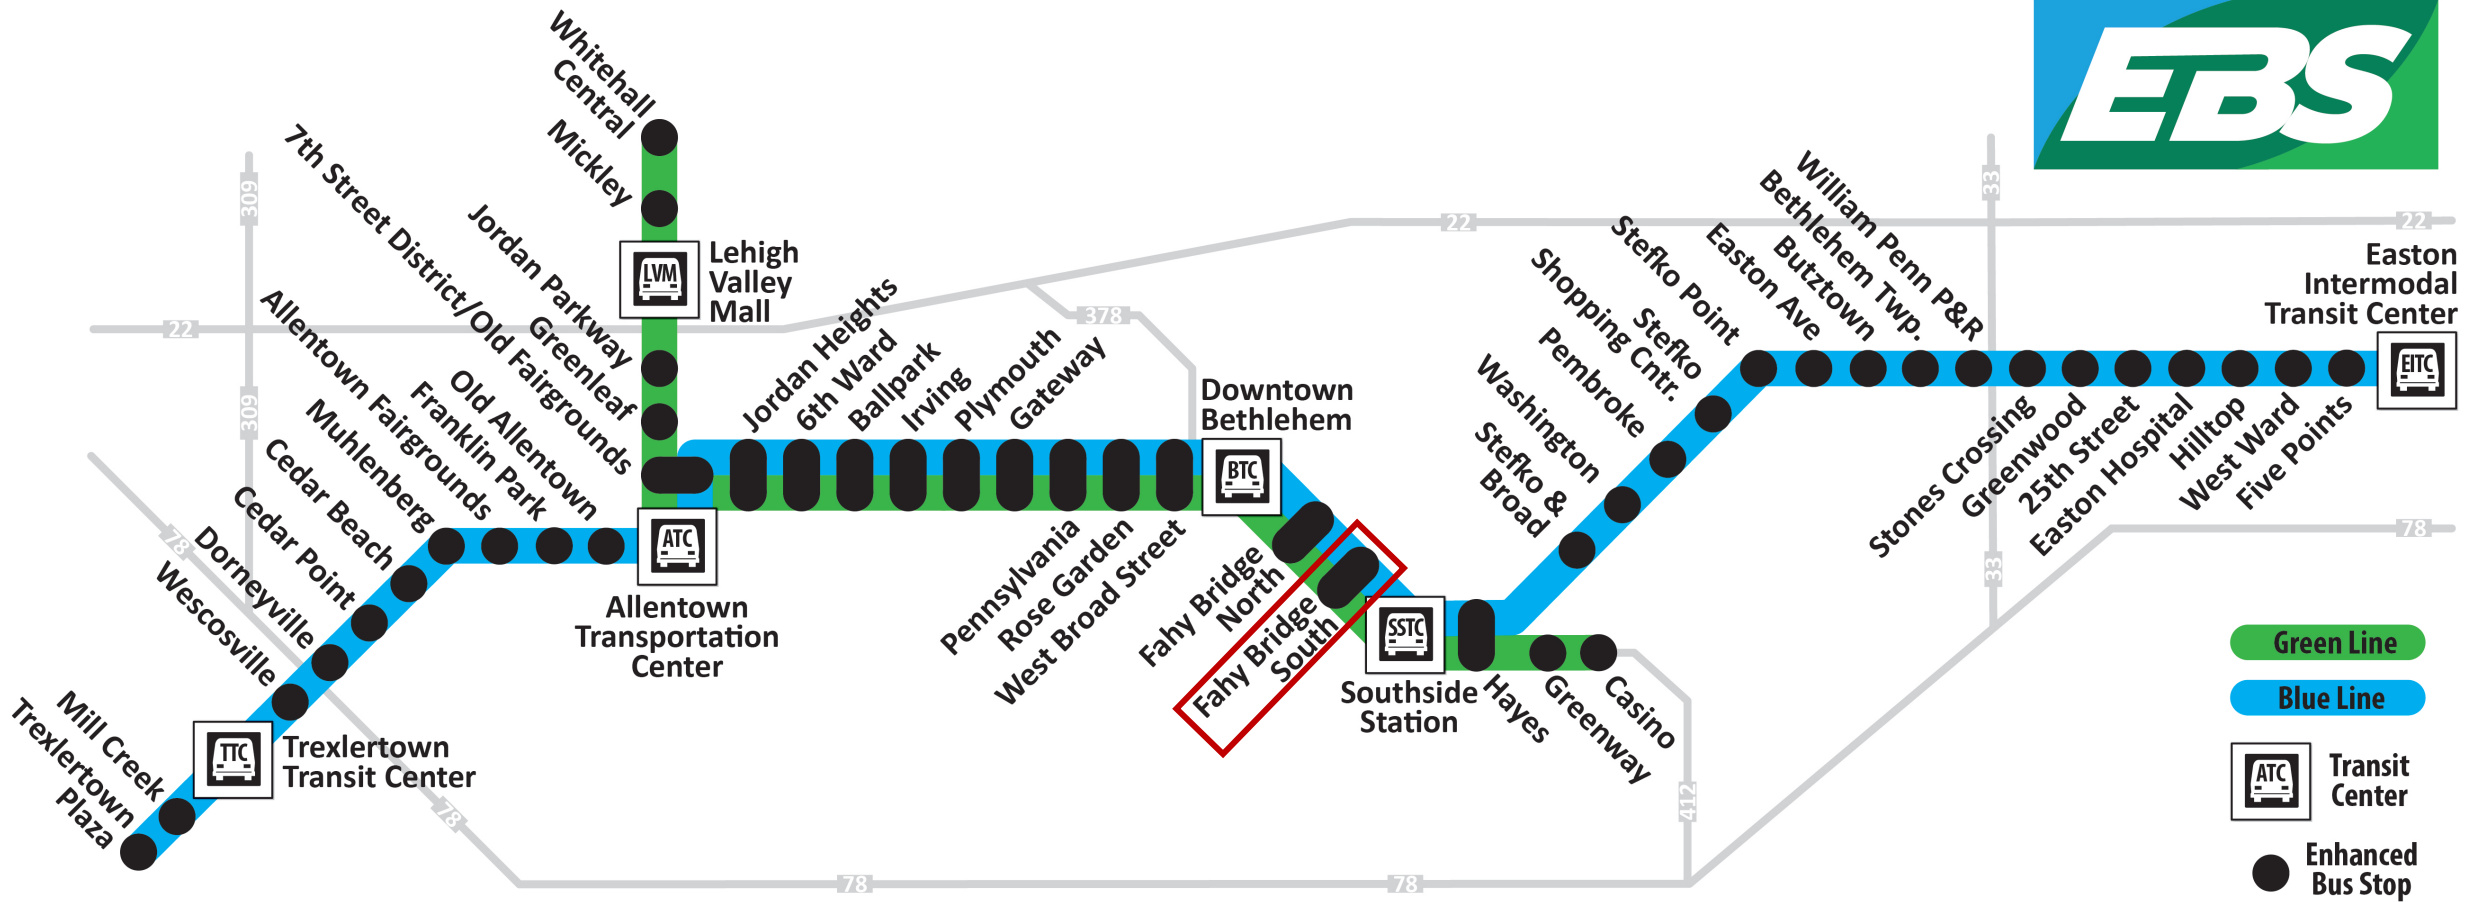 EBS
Whitehall
Central
Mickley
Lehigh
Valley
Mall
LVM
Jordan Parkway
Greenleaf
7th Street District/Old Fairgrounds
309
309
22
22
22
378
33
33
78
78
78
78
78
412
Trexlertown
Plaza
Mill Creek
TTC
Trexlertown
Transit Center
Wescosville
Dorneyville
Cedar Point
Cedar Beach
Muhlenberg
Allentown Fairgrounds
Franklin Park
Old Allentown
ATC
Allentown
Transportation
Center
Jordan Heights
6th Ward
Ballpark
Irving
Plymouth
Gateway
Pennsylvania
Rose Garden
West Broad Street
Downtown
Bethlehem
BTC
Fahy Bridge
North
Fahy Bridge
South
SSTC
Southside
Station
Hayes
Greenway
Casino
Stefko &
Broad
Washington
Pembroke
Stefko
Shopping Cntr.
Stefko Point
Easton Ave
Butztown
Bethlehem Twp.
William Penn P&R
Stones Crossing
Greenwood
25th Street
Easton Hospital
Hilltop
West Ward
Five Points
Easton
Intermodal
Transit Center
EITC
Green Line
Blue Line
ATC
Transit
Center
Enhanced
Bus Stop